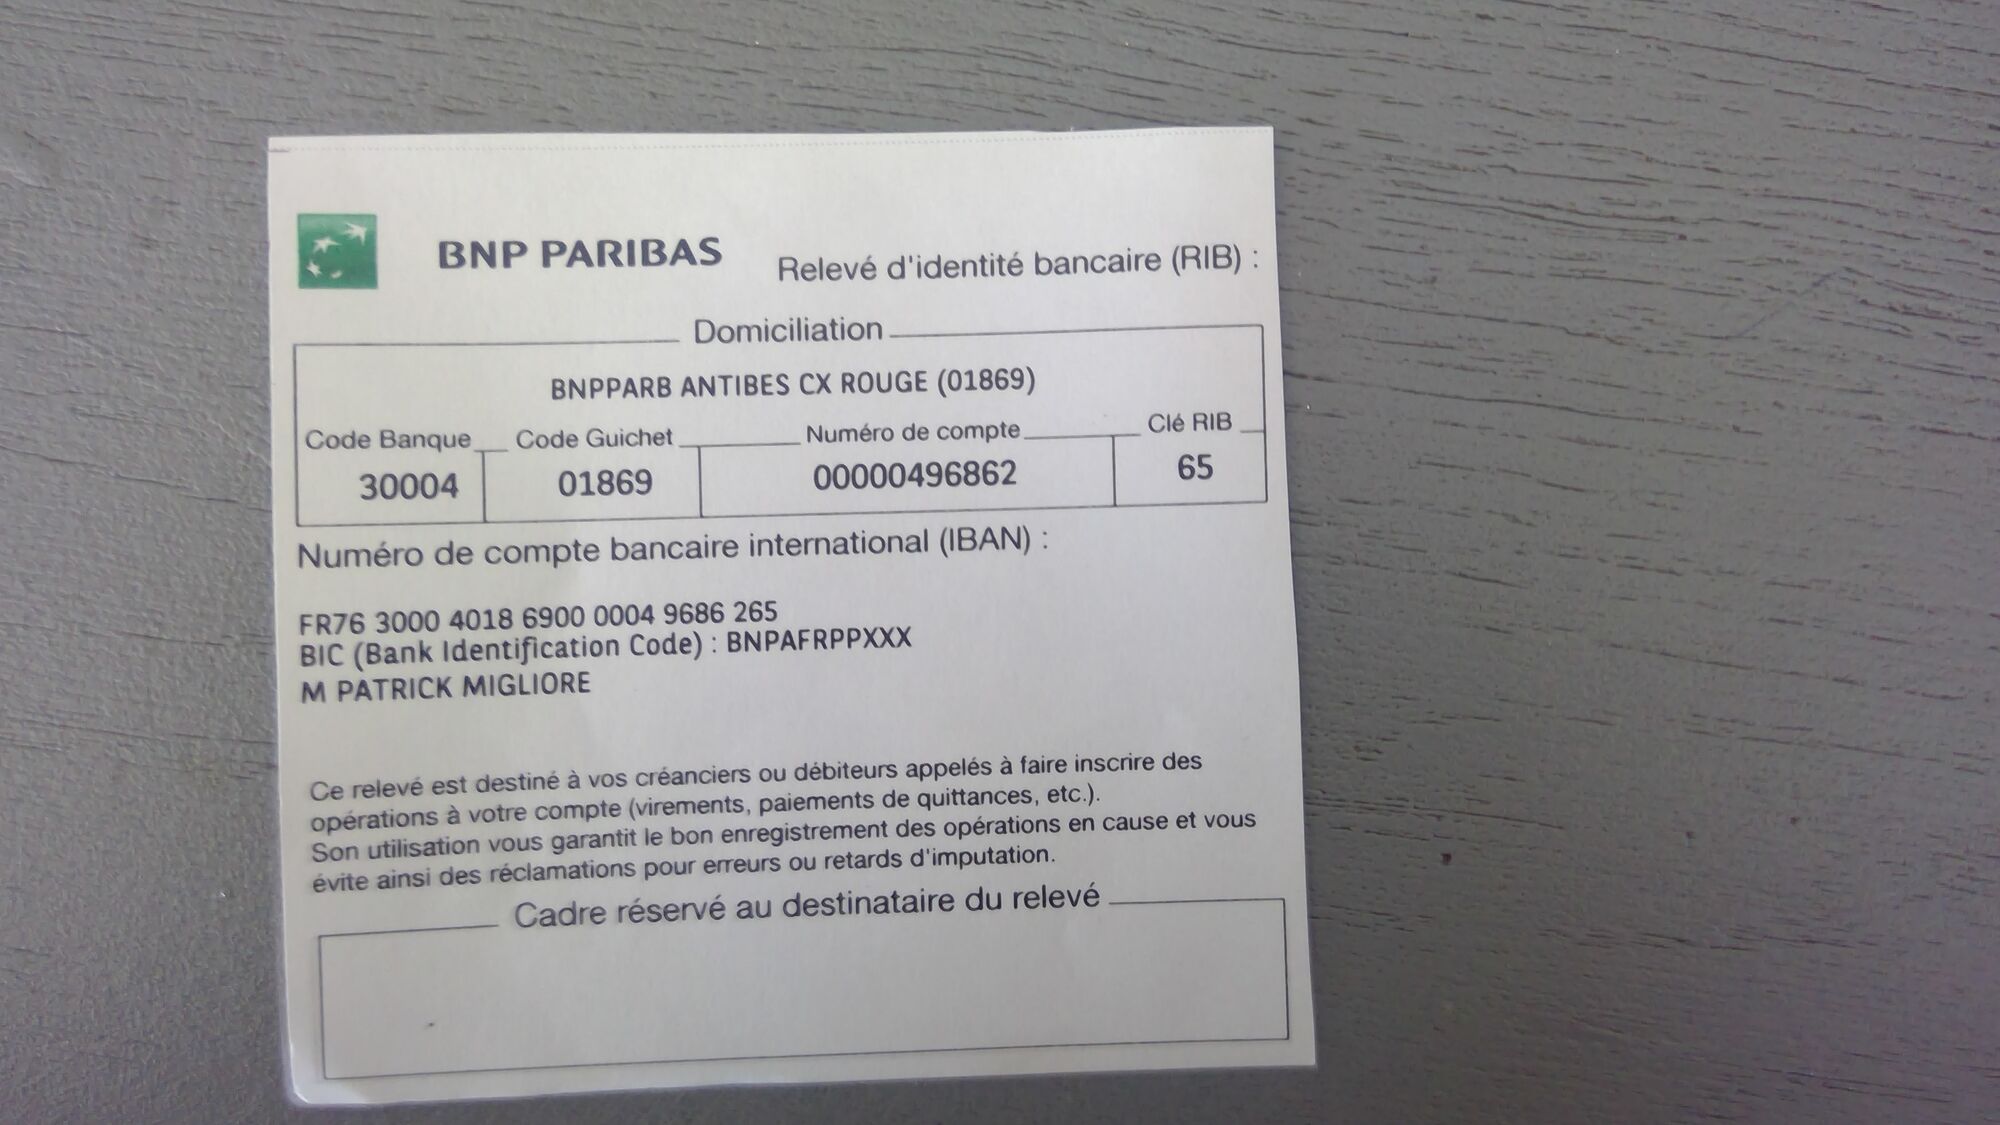 BNP PARIBAS Relevé d'identité bancaire (RIB) :
Domiciliation
BNPPARB ANTIBES CX ROUGE (01869)
Code Banque Code Guichet Numéro de compte Clé RIB
30004 01869 00000496862 65
Numéro de compte bancaire international (IBAN) :
FR76 3000 4018 6900 0004 9686 265
BIC (Bank Identification Code) : BNPAFRPPXXX
M PATRICK MIGLIORE
Ce relevé est destiné à vos créanciers ou débiteurs appelés à faire inscrire des
opérations à votre compte (virements, paiements de quittances, etc.).
Son utilisation vous garantit le bon enregistrement des opérations en cause et vous
évite ainsi des réclamations pour erreurs ou retards d'imputation.
Cadre réservé au destinataire du relevé